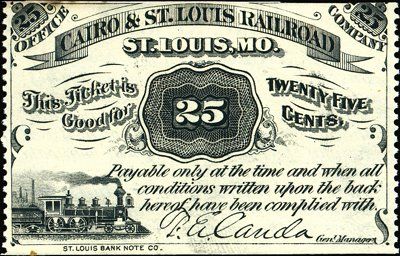 25 25
OFFICE CAIRO & ST. LOUIS RAILROAD COMPANY
ST. LOUIS, MO.
This Ticket is Good for 25 TWENTY FIVE CENTS.
Payable only at the time and when all
conditions written upon the back
hereof have been complied with.
Genl. Manager
ST. LOUIS BANK NOTE CO.